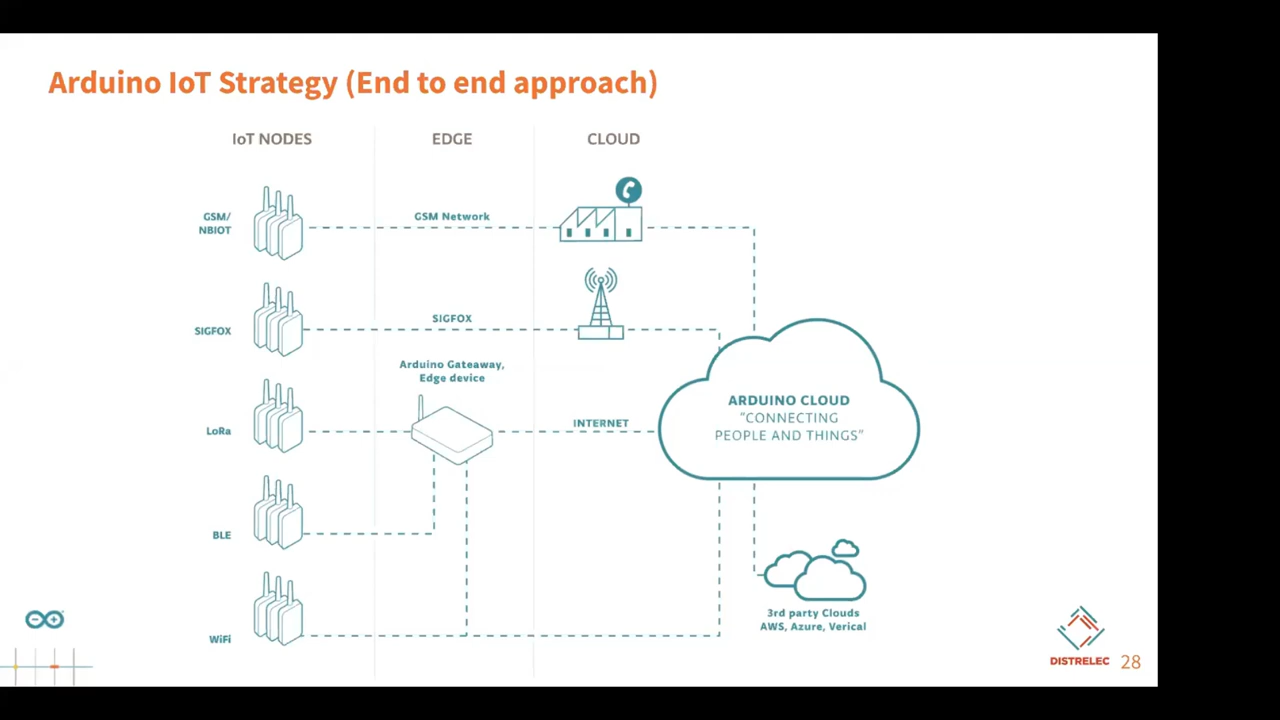 Arduino IoT Strategy (End to end approach)
IoT NODES
EDGE
CLOUD
GSM/
NBIOT
GSM Network
SIGFOX
SIGFOX
Arduino Gateaway,
Edge device
LoRa
INTERNET
ARDUINO CLOUD
“CONNECTING
PEOPLE AND THINGS”
BLE
WiFi
3rd party Clouds
AWS, Azure, Verical
DISTRELEC
28